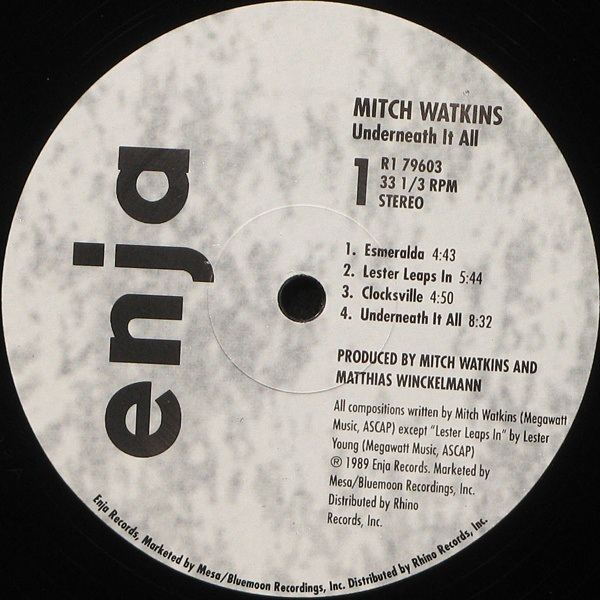 enja
MITCH WATKINS
Underneath It All
1
R1 79603
33 1/3 RPM
STEREO
1. Esmeralda 4:43
2. Lester Leaps In 5:44
3. Clocksville 4:50
4. Underneath It All 8:32
PRODUCED BY MITCH WATKINS AND
MATTHIAS WINCKELMANN
All compositions written by Mitch Watkins (Megawatt
Music, ASCAP) except "Lester Leaps In" by Lester
Young (Megawatt Music, ASCAP)
® 1989 Enja Records. Marketed by
Mesa/Bluemoon Recordings, Inc.
Distributed by Rhino
Records, Inc.
Enja Records, Marketed by Mesa/Bluemoon Recordings, Inc. Distributed by Rhino Records, Inc.